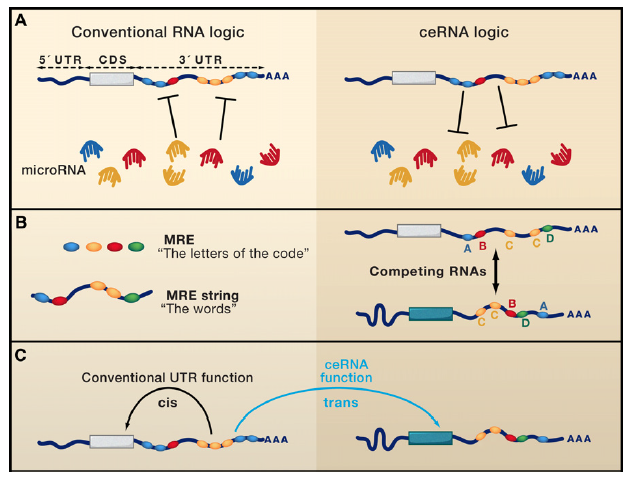 A
Conventional RNA logic
ceRNA logic
5´ UTR CDS 3´ UTR
AAA
AAA
microRNA
B
MRE
"The letters of the code"
MRE string
"The words"
AAA
A B C C D
Competing RNAs
B A
C C D
AAA
C
Conventional UTR function
cis
ceRNA
function
trans
AAA
AAA